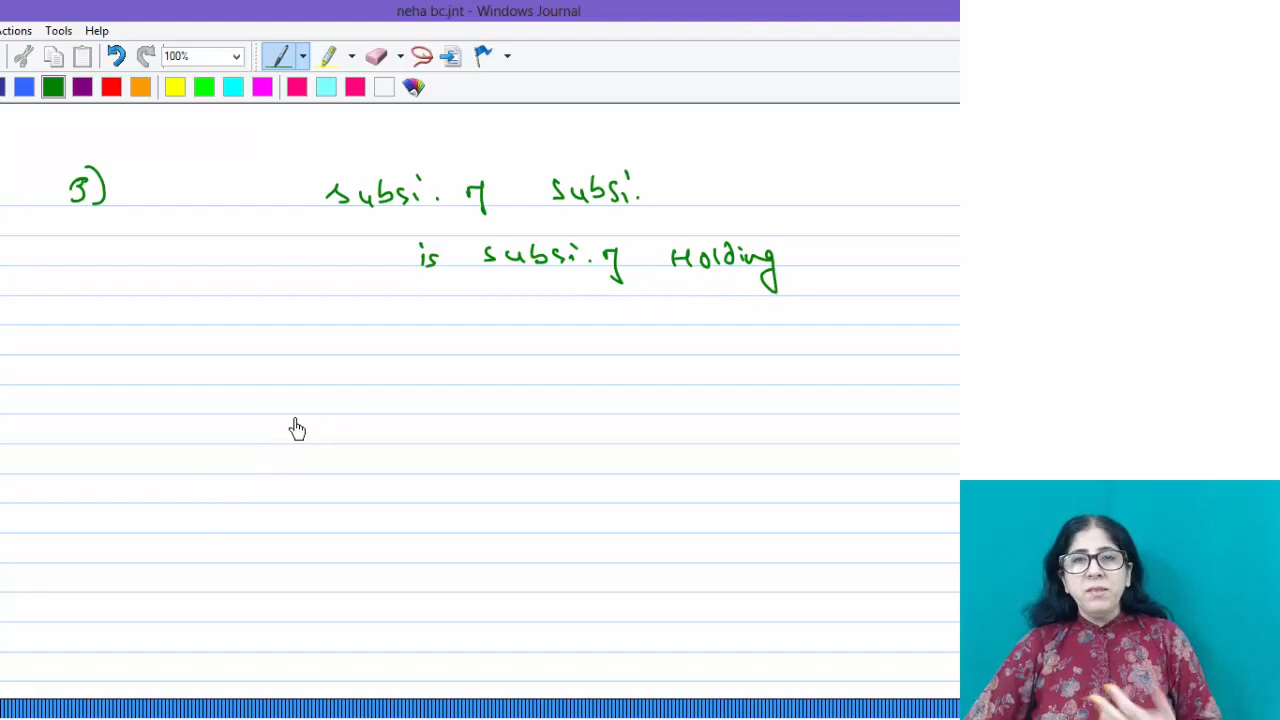 neha bc.jnt - Windows Journal
Actions Tools Help
100%
3) subsi. of subsi.
is subsi. of Holding